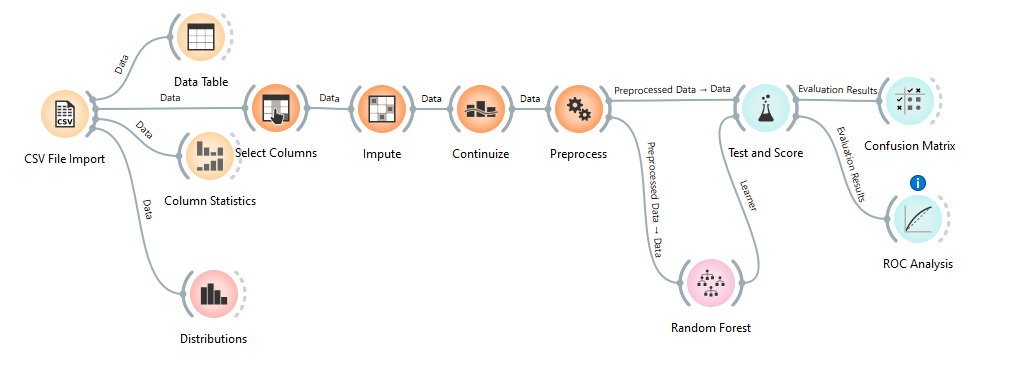 Data
Data Table
Data
Data
Data
CSV
CSV File Import
Select Columns
Data
Impute
Data
Continuize
Data
Preprocess
Preprocessed Data → Data
Test and Score
Evaluation Results
Confusion Matrix
Column Statistics
Preprocessed Data → Data
Learner
Evaluation Results
ROC Analysis
Distributions
Random Forest